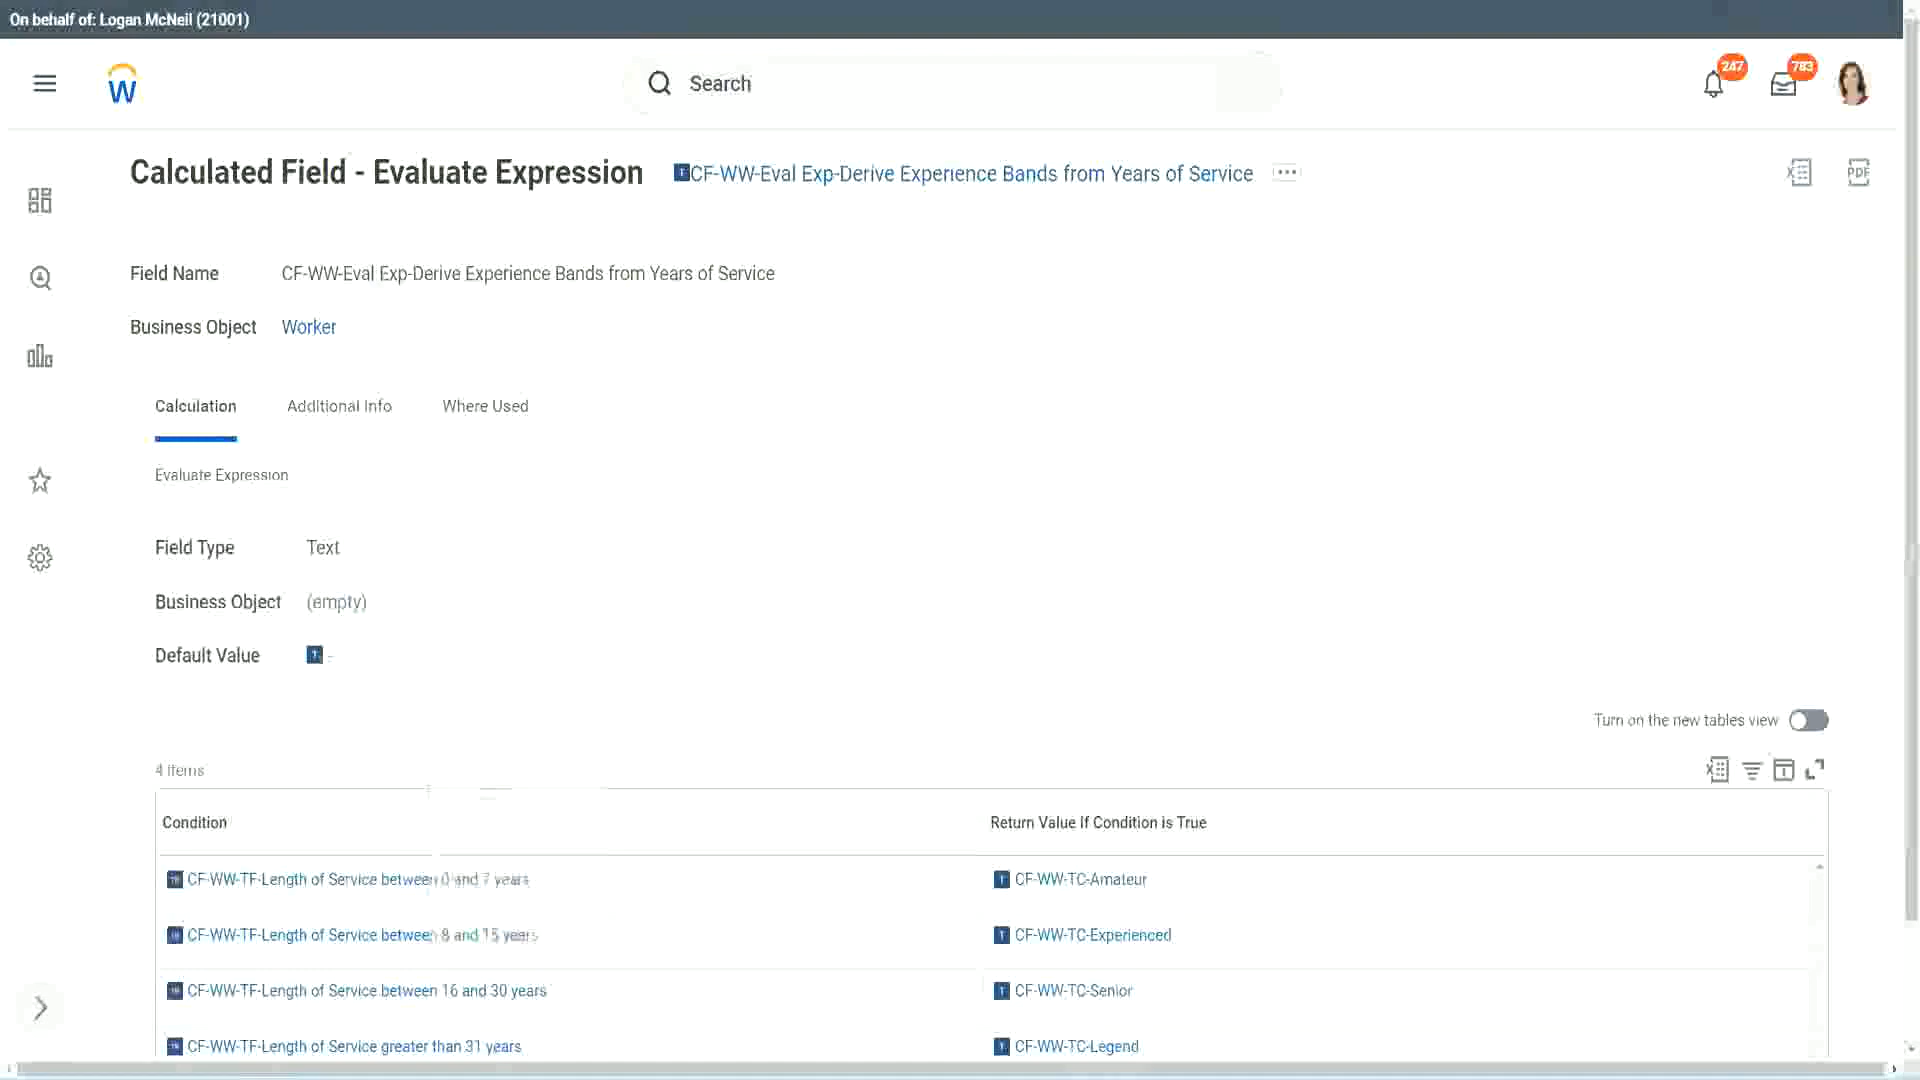 On behalf of: Logan McNeil (21001)
W
Search
247
783
Calculated Field - Evaluate Expression
CF-WW-Eval Exp-Derive Experience Bands from Years of Service
PDF
Field Name CF-WW-Eval Exp-Derive Experience Bands from Years of Service
Business Object Worker
Calculation Additional Info Where Used
Evaluate Expression
Field Type Text
Business Object (empty)
Default Value -
Turn on the new tables view
4 items
Condition Return Value If Condition is True
CF-WW-TF-Length of Service between 0 and 7 years CF-WW-TC-Amateur
CF-WW-TF-Length of Service between 8 and 15 years CF-WW-TC-Experienced
CF-WW-TF-Length of Service between 16 and 30 years CF-WW-TC-Senior
CF-WW-TF-Length of Service greater than 31 years CF-WW-TC-Legend